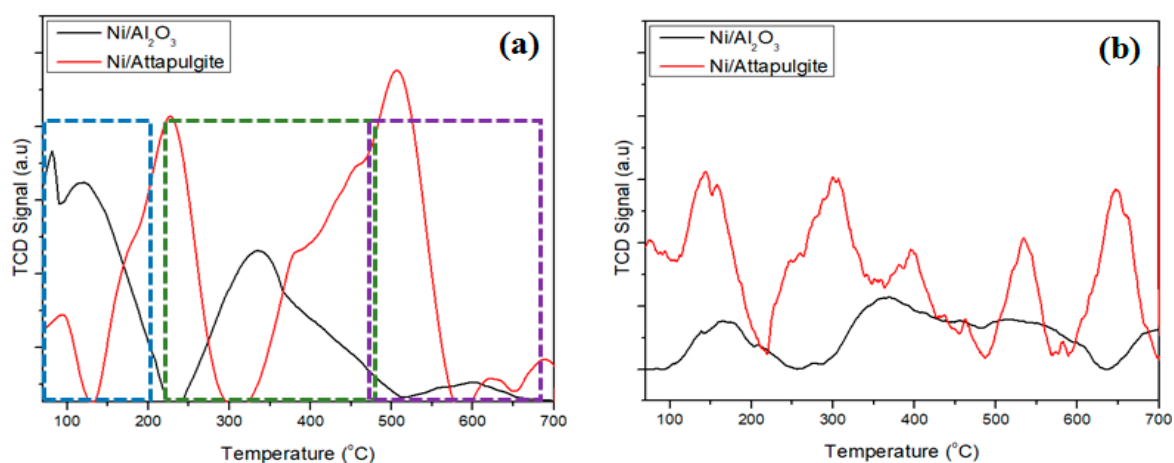 Ni/Al₂O₃
Ni/Attapulgite
(a)
TCD Signal (a.u)
100 200 300 400 500 600 700
Temperature (°C)
Ni/Al₂O₃
Ni/Attapulgite
(b)
TCD Signal (a.u)
100 200 300 400 500 600 700
Temperature (°C)